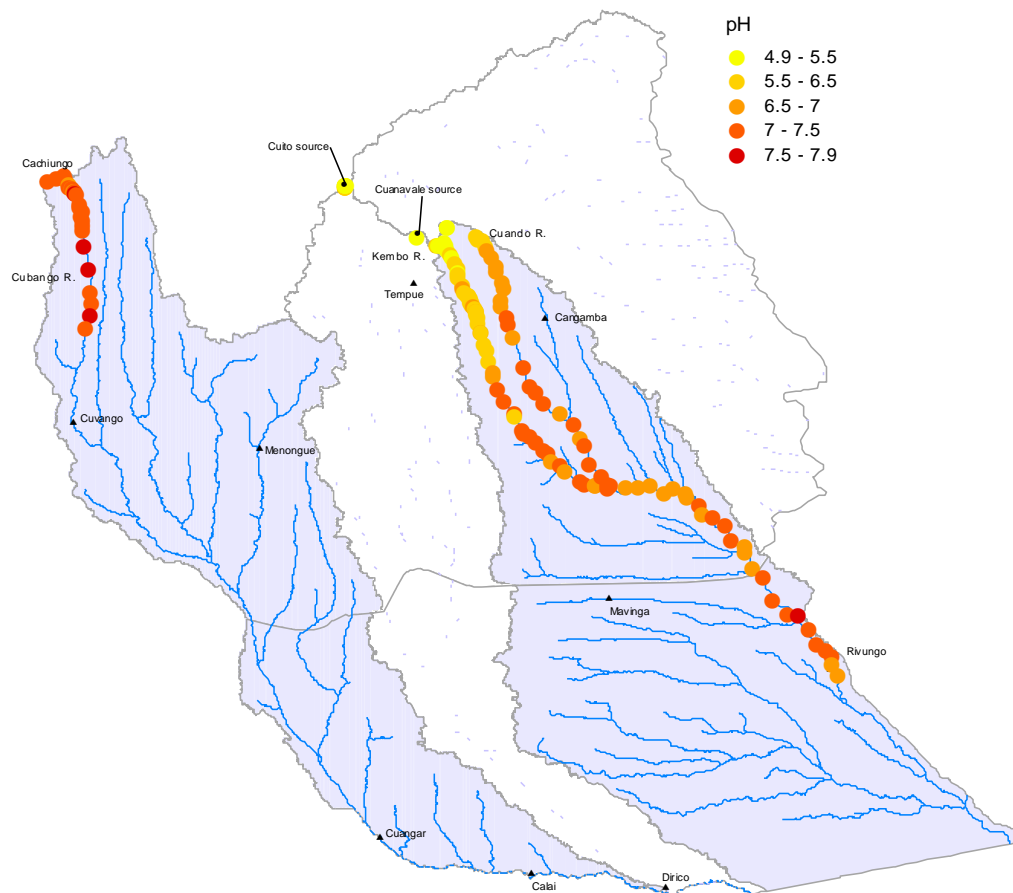 pH
4.9 - 5.5
5.5 - 6.5
6.5 - 7
7 - 7.5
7.5 - 7.9
Cuito source
Cachiungo
Cuanavale source
Cuando R.
Kembo R.
Cubango R.
Tempue
Cangamba
Cuvango
Menongue
Mavinga
Rivungo
Cuangar
Dirico
Calai